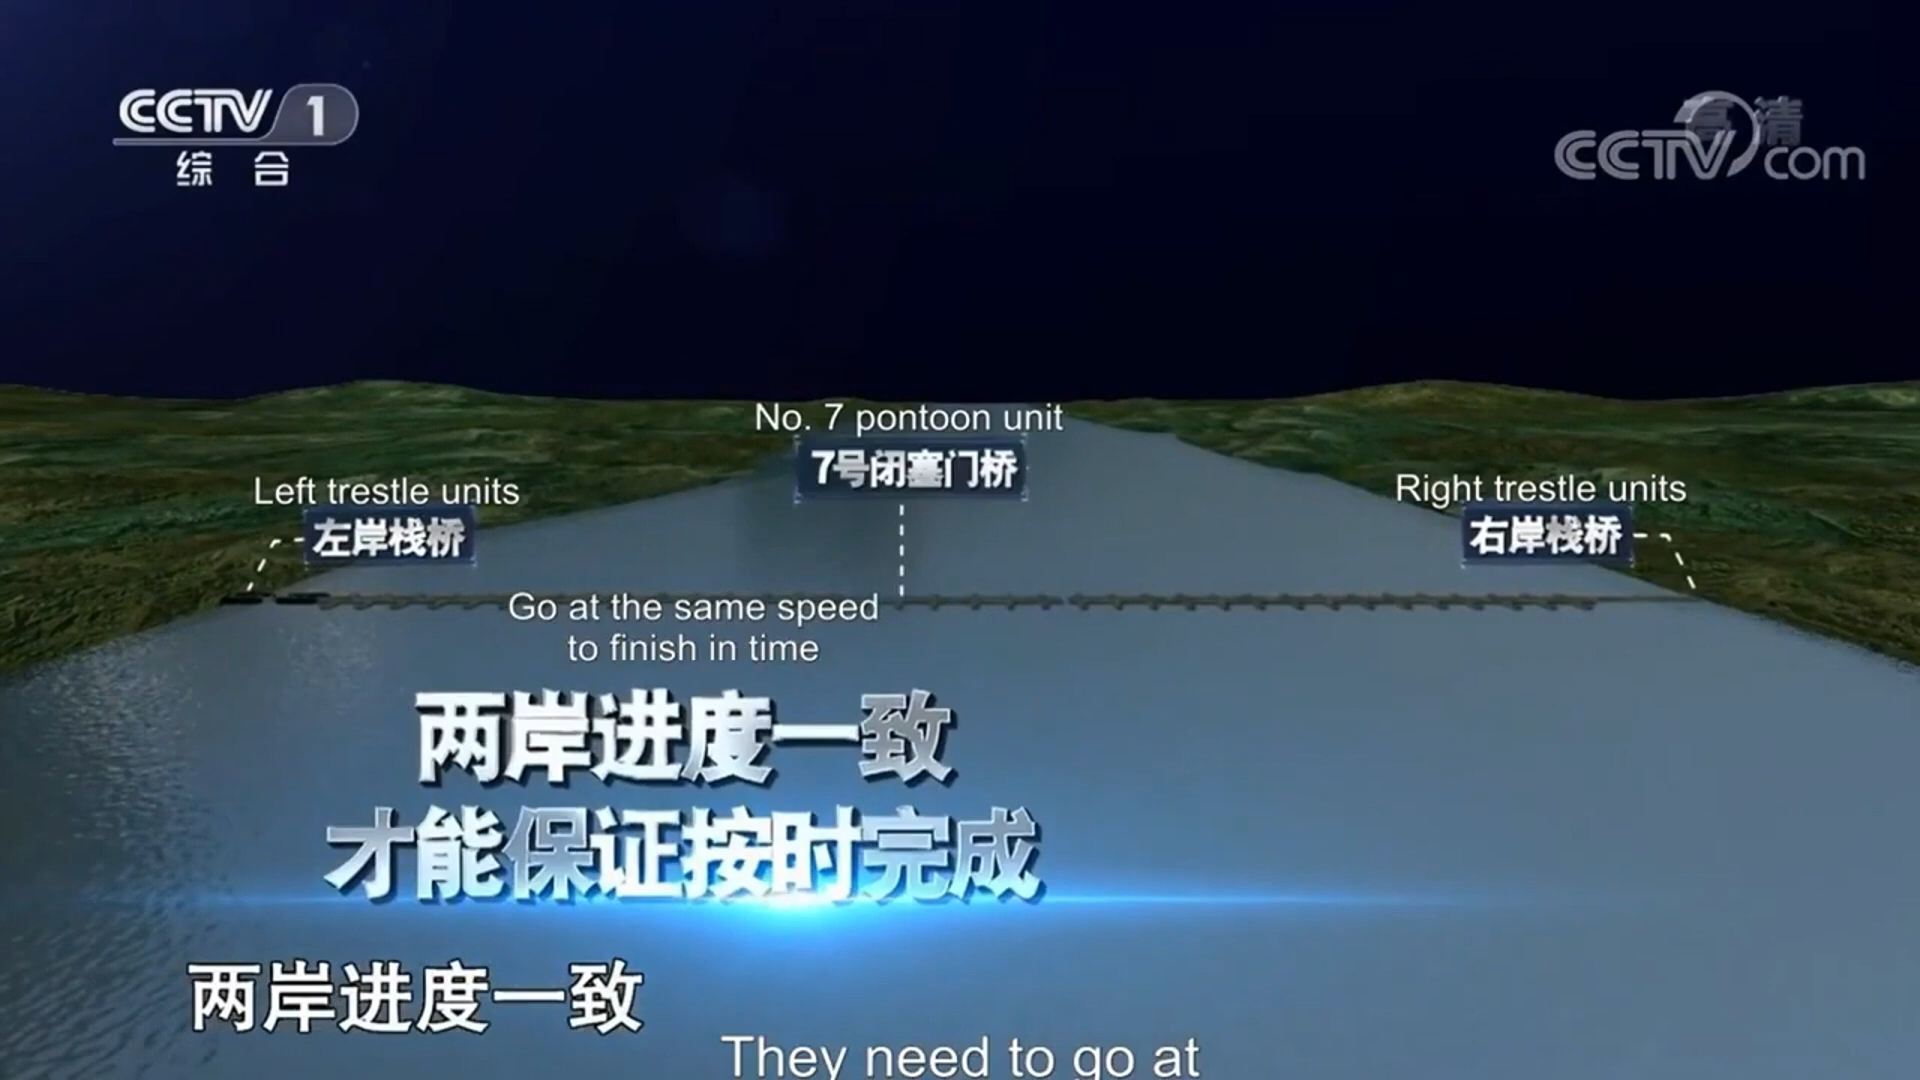 CCTV 1
综合
高清
CCTV com
No. 7 pontoon unit
7号闭塞门桥
Left trestle units
左岸栈桥
Right trestle units
右岸栈桥
Go at the same speed
to finish in time
两岸进度一致
才能保证按时完成
两岸进度一致
They need to go at